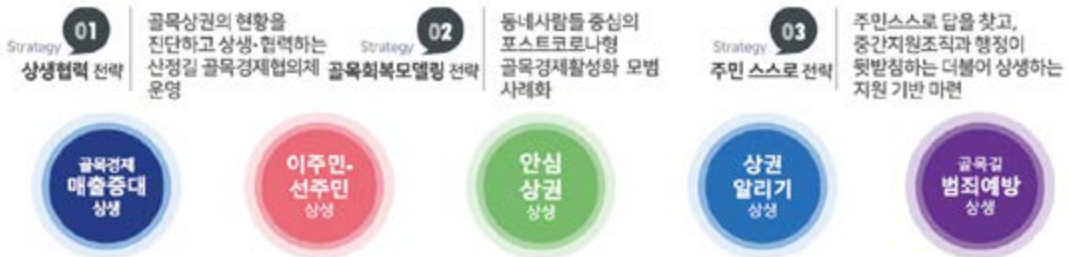 Strategy 01
상생협력 전략
골목상권의 현황을
진단하고 상생·협력하는
산정길 골목경제협의체
운영
Strategy 02
골목회복모델링 전략
동네사람들 중심의
포스트코로나형
골목경제활성화 모범
사례화
Strategy 03
주민 스스로 전략
주민스스로 답을 찾고,
중간지원조직과 행정이
뒷받침하는 더불어 상생하는
지원 기반 마련
골목경제
매출증대
상생
이주민-
선주민
상생
안심
상권
상생
상권
알리기
상생
골목길
범죄예방
상생